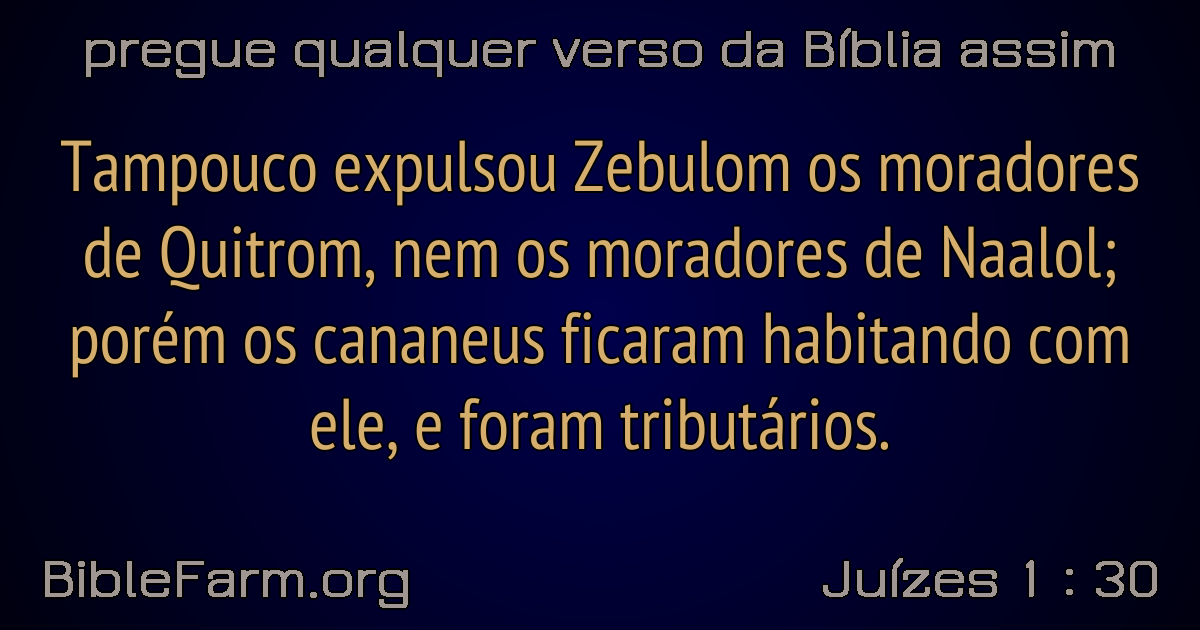 pregue qualquer verso da Bíblia assim
Tampouco expulsou Zebulom os moradores
de Quitrom, nem os moradores de Naalol;
porém os cananeus ficaram habitando com
ele, e foram tributários.
BibleFarm.org
Juízes 1 : 30